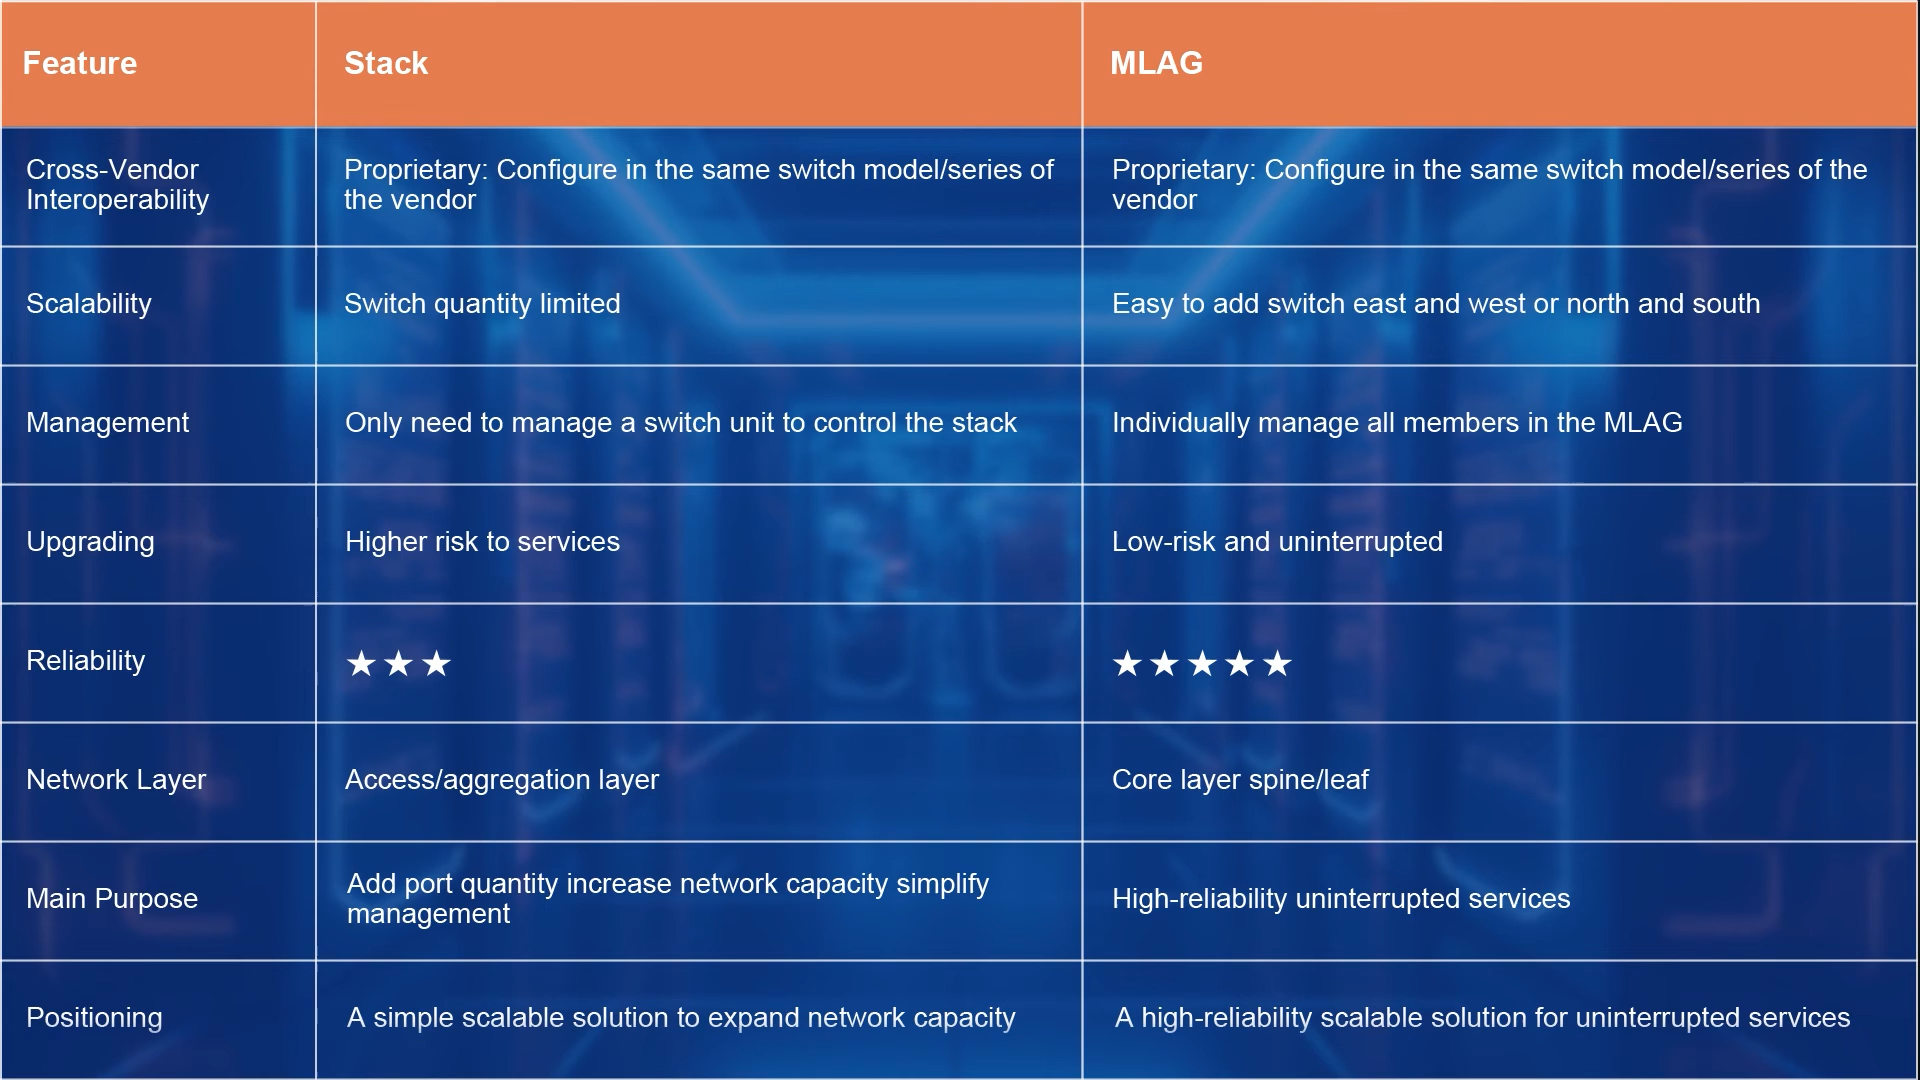 Feature
Stack
MLAG
Cross-Vendor
Interoperability
Proprietary: Configure in the same switch model/series of
the vendor
Proprietary: Configure in the same switch model/series of the
vendor
Scalability
Switch quantity limited
Easy to add switch east and west or north and south
Management
Only need to manage a switch unit to control the stack
Individually manage all members in the MLAG
Upgrading
Higher risk to services
Low-risk and uninterrupted
Reliability
★★★
★★★★★
Network Layer
Access/aggregation layer
Core layer spine/leaf
Main Purpose
Add port quantity increase network capacity simplify
management
High-reliability uninterrupted services
Positioning
A simple scalable solution to expand network capacity
A high-reliability scalable solution for uninterrupted services